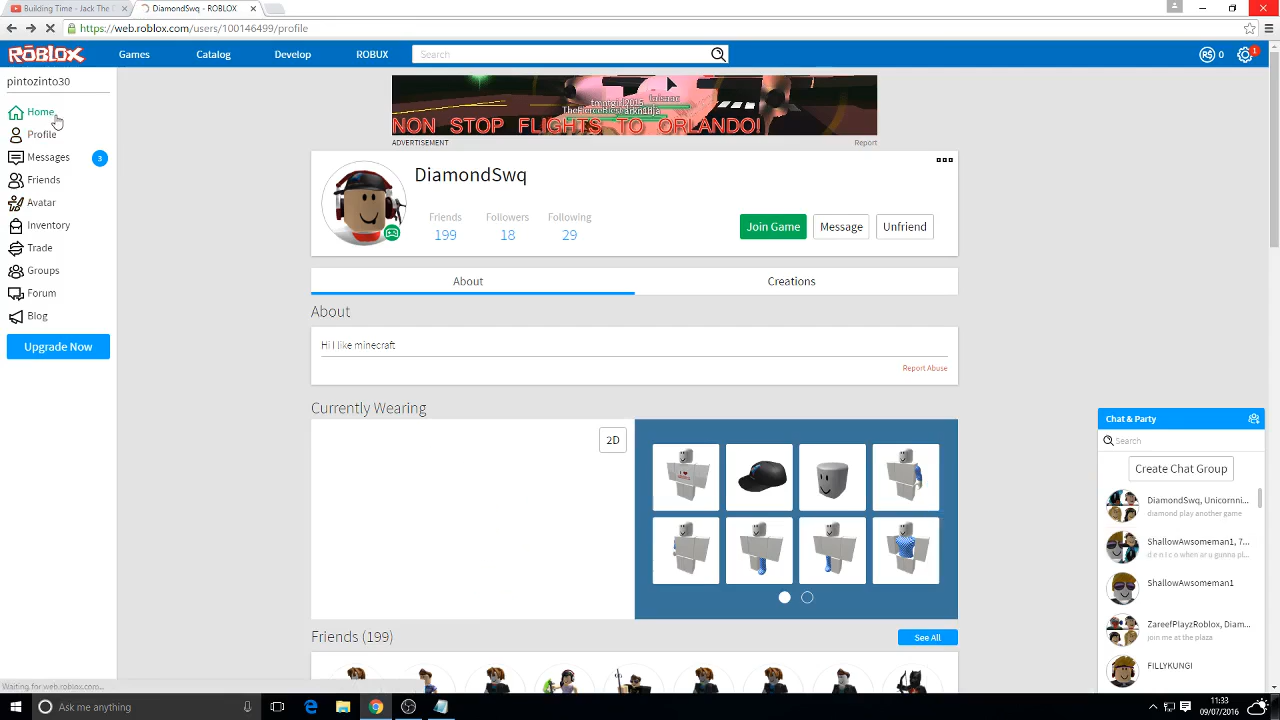 Building Time - Jack The D
DiamondSwq - ROBLOX
https://web.roblox.com/users/100146499/profile
ROBLOX
Games
Catalog
Develop
ROBUX
Search
R$ 0
1
pintozinto30
Home
Profile
Messages
3
Friends
Avatar
Inventory
Trade
Groups
Forum
Blog
Upgrade Now
NON STOP FLIGHTS TO ORLANDO!
ADVERTISEMENT
Report
DiamondSwq
Friends
199
Followers
18
Following
29
Join Game
Message
Unfriend
About
Creations
About
Hi I like minecraft
Report Abuse
Currently Wearing
2D
Friends (199)
See All
Chat & Party
Search
Create Chat Group
DiamondSwq, Unicornni...
diamond play another game.
ShallowAwsomeman1, 7...
d e n i c o when ar u gunna pl...
ShallowAwsomeman1
ZareefPlayzRoblox, Diam...
join me at the plaza
FILLYKUNGI
Waiting for web.roblox.com...
Ask me anything
11:33
09/07/2016